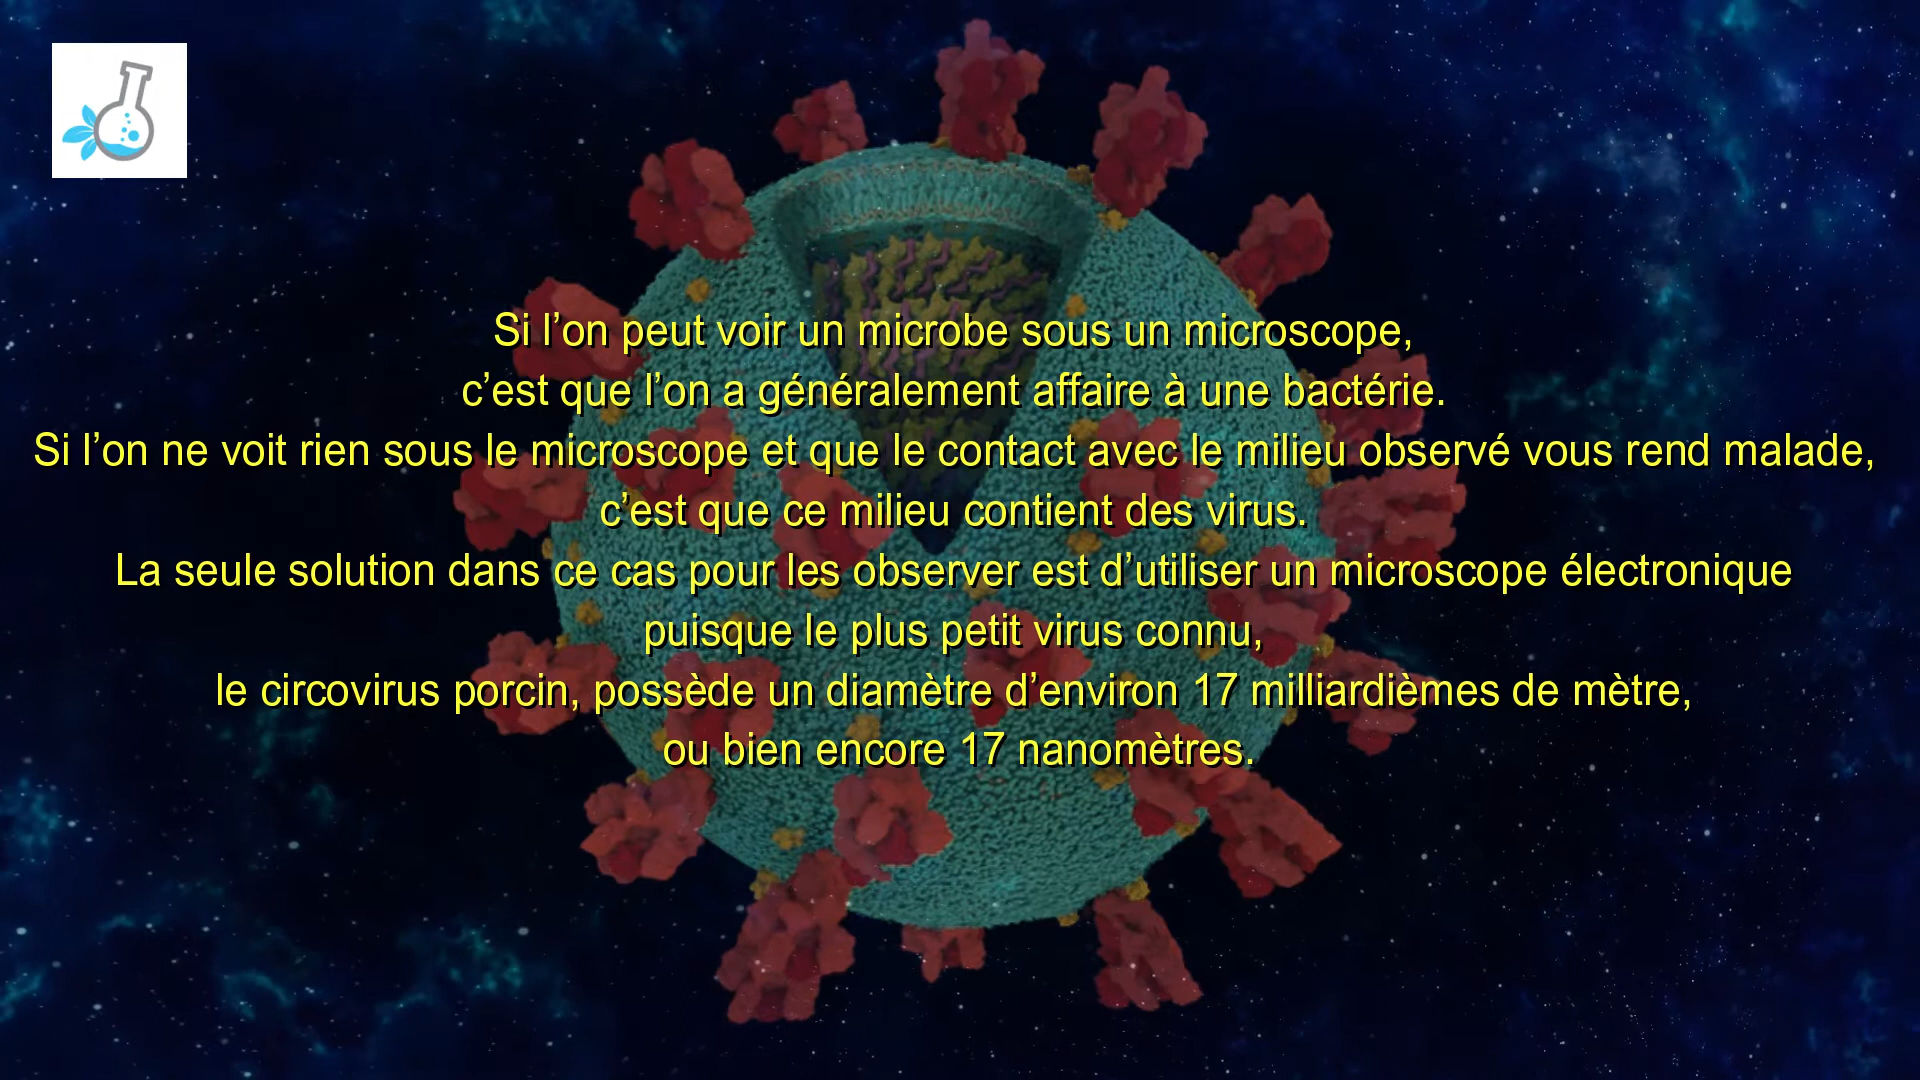 Si l’on peut voir un microbe sous un microscope,
c’est que l’on a généralement affaire à une bactérie.
Si l’on ne voit rien sous le microscope et que le contact avec le milieu observé vous rend malade,
c’est que ce milieu contient des virus.
La seule solution dans ce cas pour les observer est d’utiliser un microscope électronique
puisque le plus petit virus connu,
le circovirus porcin, possède un diamètre d’environ 17 milliardièmes de mètre,
ou bien encore 17 nanomètres.